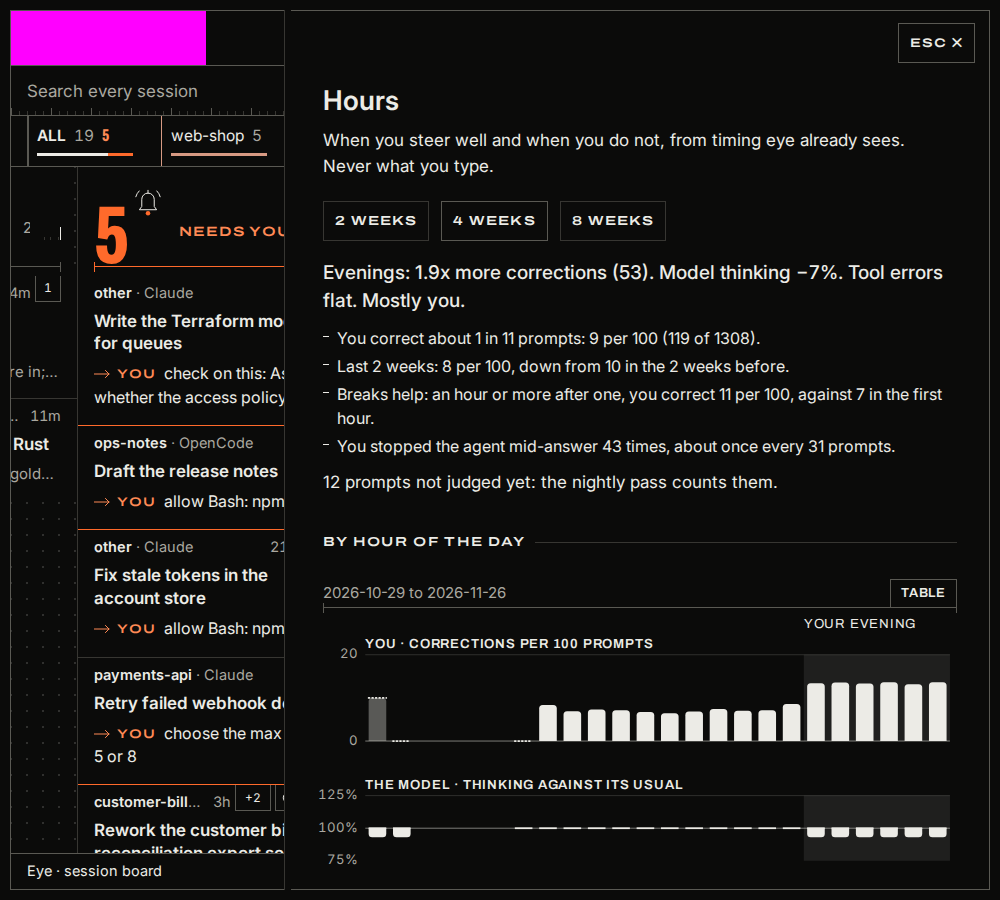 Search every session
ALL 19 5
web-shop 5
2
4m 1
re in;...
.. 11m
Rust
gold...
5
NEEDS YOU
other · Claude
Write the Terraform
for queues
→ YOU check on this:
whether the access policy
ops-notes · OpenCode
Draft the release notes
→ YOU allow Bash: npm
other · Claude 21
Fix stale tokens in the
account store
→ YOU allow Bash: npm
payments-api · Claude
Retry failed webhook
→ YOU choose the max
5 or 8
customer-bill... 3h +2
Rework the customer
reconciliation export
Eye · session board
ESC ✕
Hours
When you steer well and when you do not, from timing eye already sees.
Never what you type.
2 WEEKS
4 WEEKS
8 WEEKS
Evenings: 1.9x more corrections (53). Model thinking −7%. Tool errors
flat. Mostly you.
– You correct about 1 in 11 prompts: 9 per 100 (119 of 1308).
– Last 2 weeks: 8 per 100, down from 10 in the 2 weeks before.
– Breaks help: an hour or more after one, you correct 11 per 100, against 7 in the first
hour.
– You stopped the agent mid-answer 43 times, about once every 31 prompts.
12 prompts not judged yet: the nightly pass counts them.
BY HOUR OF THE DAY
2026-10-29 to 2026-11-26
TABLE
YOUR EVENING
YOU · CORRECTIONS PER 100 PROMPTS
20
0
THE MODEL · THINKING AGAINST ITS USUAL
125%
100%
75%